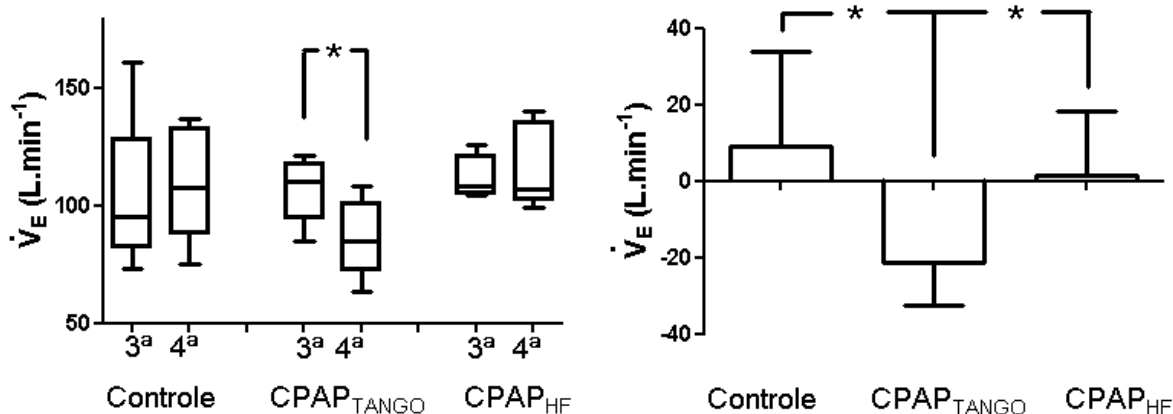 V̇E (L.min-1)
150
100
50
*
3ª 4ª 3ª 4ª 3ª 4ª
Controle CPAPTANGO CPAPHF
V̇E (L.min-1)
40
20
0
-20
-40
* *
Controle CPAPTANGO CPAPHF